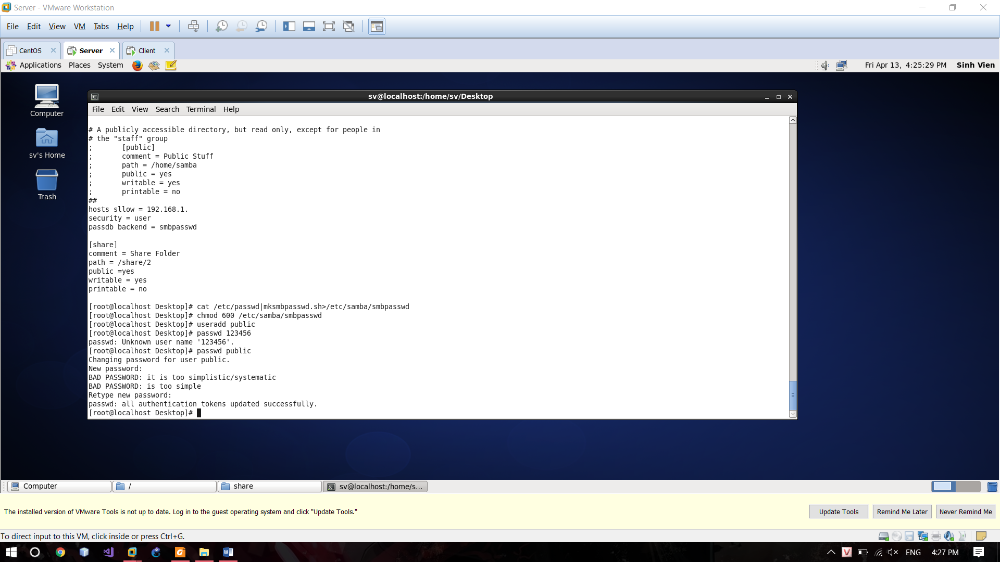 Server - VMware Workstation
File Edit View VM Tabs Help
CentOS Server Client
Applications Places System Fri Apr 13, 4:25:29 PM Sinh Vien
Computer
sv's Home
Trash
sv@localhost:/home/sv/Desktop
File Edit View Search Terminal Help
# A publicly accessible directory, but read only, except for people in
# the "staff" group
; [public]
; comment = Public Stuff
; path = /home/samba
; public = yes
; writable = yes
; printable = no
##
hosts sllow = 192.168.1.
security = user
passdb backend = smbpasswd
[share]
comment = Share Folder
path = /share/2
public =yes
writable = yes
printable = no
[root@localhost Desktop]# cat /etc/passwd|mksmbpasswd.sh>/etc/samba/smbpasswd
[root@localhost Desktop]# chmod 600 /etc/samba/smbpasswd
[root@localhost Desktop]# useradd public
[root@localhost Desktop]# passwd 123456
passwd: Unknown user name '123456'.
[root@localhost Desktop]# passwd public
Changing password for user public.
New password:
BAD PASSWORD: it is too simplistic/systematic
BAD PASSWORD: is too simple
Retype new password:
passwd: all authentication tokens updated successfully.
[root@localhost Desktop]#
Computer / share sv@localhost:/home/s...
The installed version of VMware Tools is not up to date. Log in to the guest operating system and click "Update Tools." Update Tools Remind Me Later Never Remind Me
To direct input to this VM, click inside or press Ctrl+G.
ENG 4:27 PM